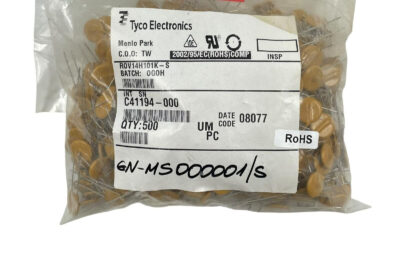 Tyco Electronics
Menlo Park
C.O.O: TW
2002/95/EC(ROHS)COMP
INSP
ROV14H101K-S
BATCH: 000H
INT SN
C41194-000
QTY:500
UM
PC
DATE
CODE
08077
RoHS
GN-MS000001/S